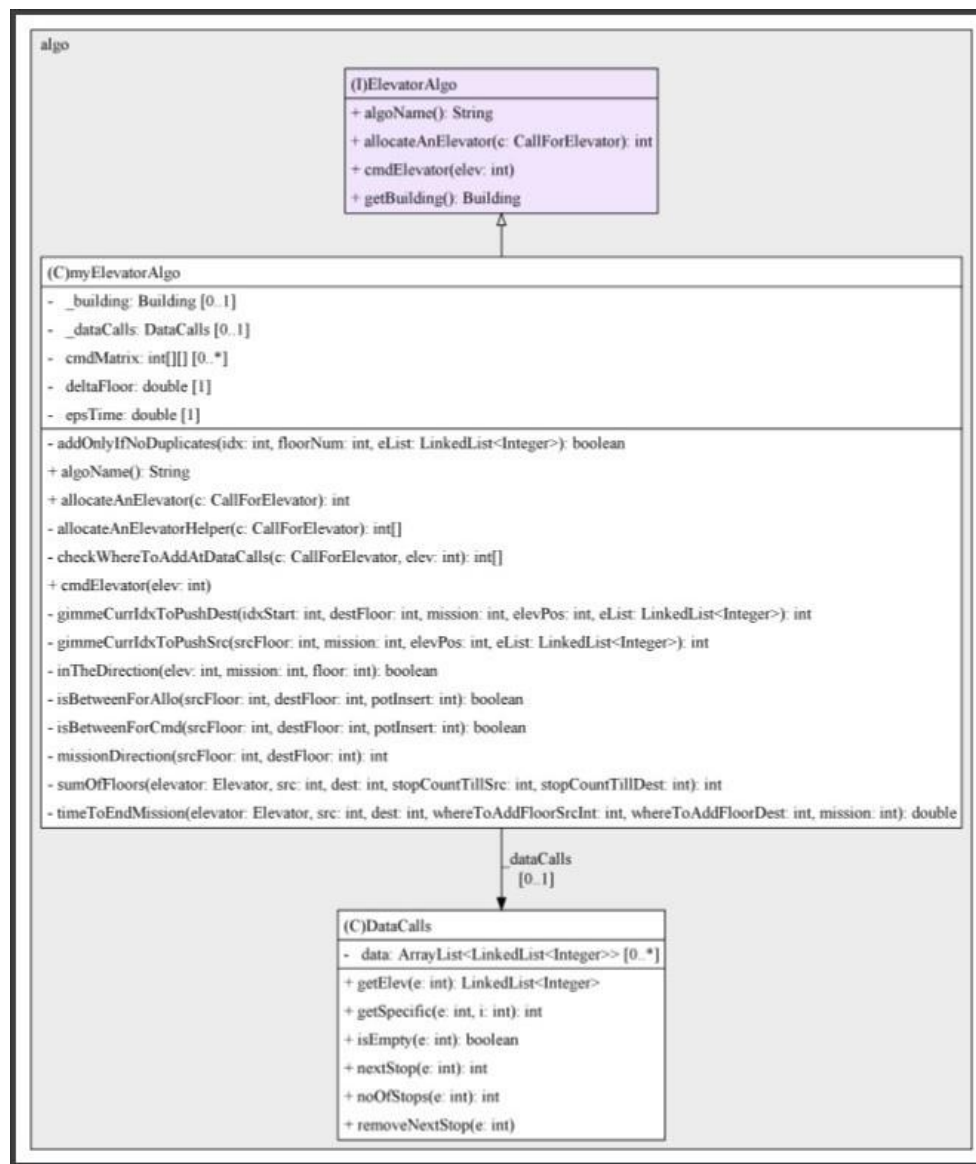 algo
(I)ElevatorAlgo
+ algoName(): String
+ allocateAnElevator(c: CallForElevator): int
+ cmdElevator(elev: int)
+ getBuilding(): Building
(C)myElevatorAlgo
- _building: Building [0..1]
- _dataCalls: DataCalls [0..1]
- cmdMatrix: int[][] [0..*]
- deltaFloor: double [1]
- epsTime: double [1]
- addOnlyIfNoDuplicates(idx: int, floorNum: int, eList: LinkedList<Integer>): boolean
+ algoName(): String
+ allocateAnElevator(c: CallForElevator): int
- allocateAnElevatorHelper(c: CallForElevator): int[]
- checkWhereToAddAtDataCalls(c: CallForElevator, elev: int): int[]
+ cmdElevator(elev: int)
- gimmeCurrIdxToPushDest(idxStart: int, destFloor: int, mission: int, elevPos: int, eList: LinkedList<Integer>): int
- gimmeCurrIdxToPushSrc(srcFloor: int, mission: int, elevPos: int, eList: LinkedList<Integer>): int
- inTheDirection(elev: int, mission: int, floor: int): boolean
- isBetweenForAllo(srcFloor: int, destFloor: int, potInsert: int): boolean
- isBetweenForCmd(srcFloor: int, destFloor: int, potInsert: int): boolean
- missionDirection(srcFloor: int, destFloor: int): int
- sumOfFloors(elevator: Elevator, src: int, dest: int, stopCountTillSrc: int, stopCountTillDest: int): int
- timeToEndMission(elevator: Elevator, src: int, dest: int, whereToAddFloorSrcInt: int, whereToAddFloorDest: int, mission: int): double
_dataCalls
[0..1]
(C)DataCalls
- data: ArrayList<LinkedList<Integer>> [0..*]
+ getElev(e: int): LinkedList<Integer>
+ getSpecific(e: int, i: int): int
+ isEmpty(e: int): boolean
+ nextStop(e: int): int
+ noOfStops(e: int): int
+ removeNextStop(e: int)